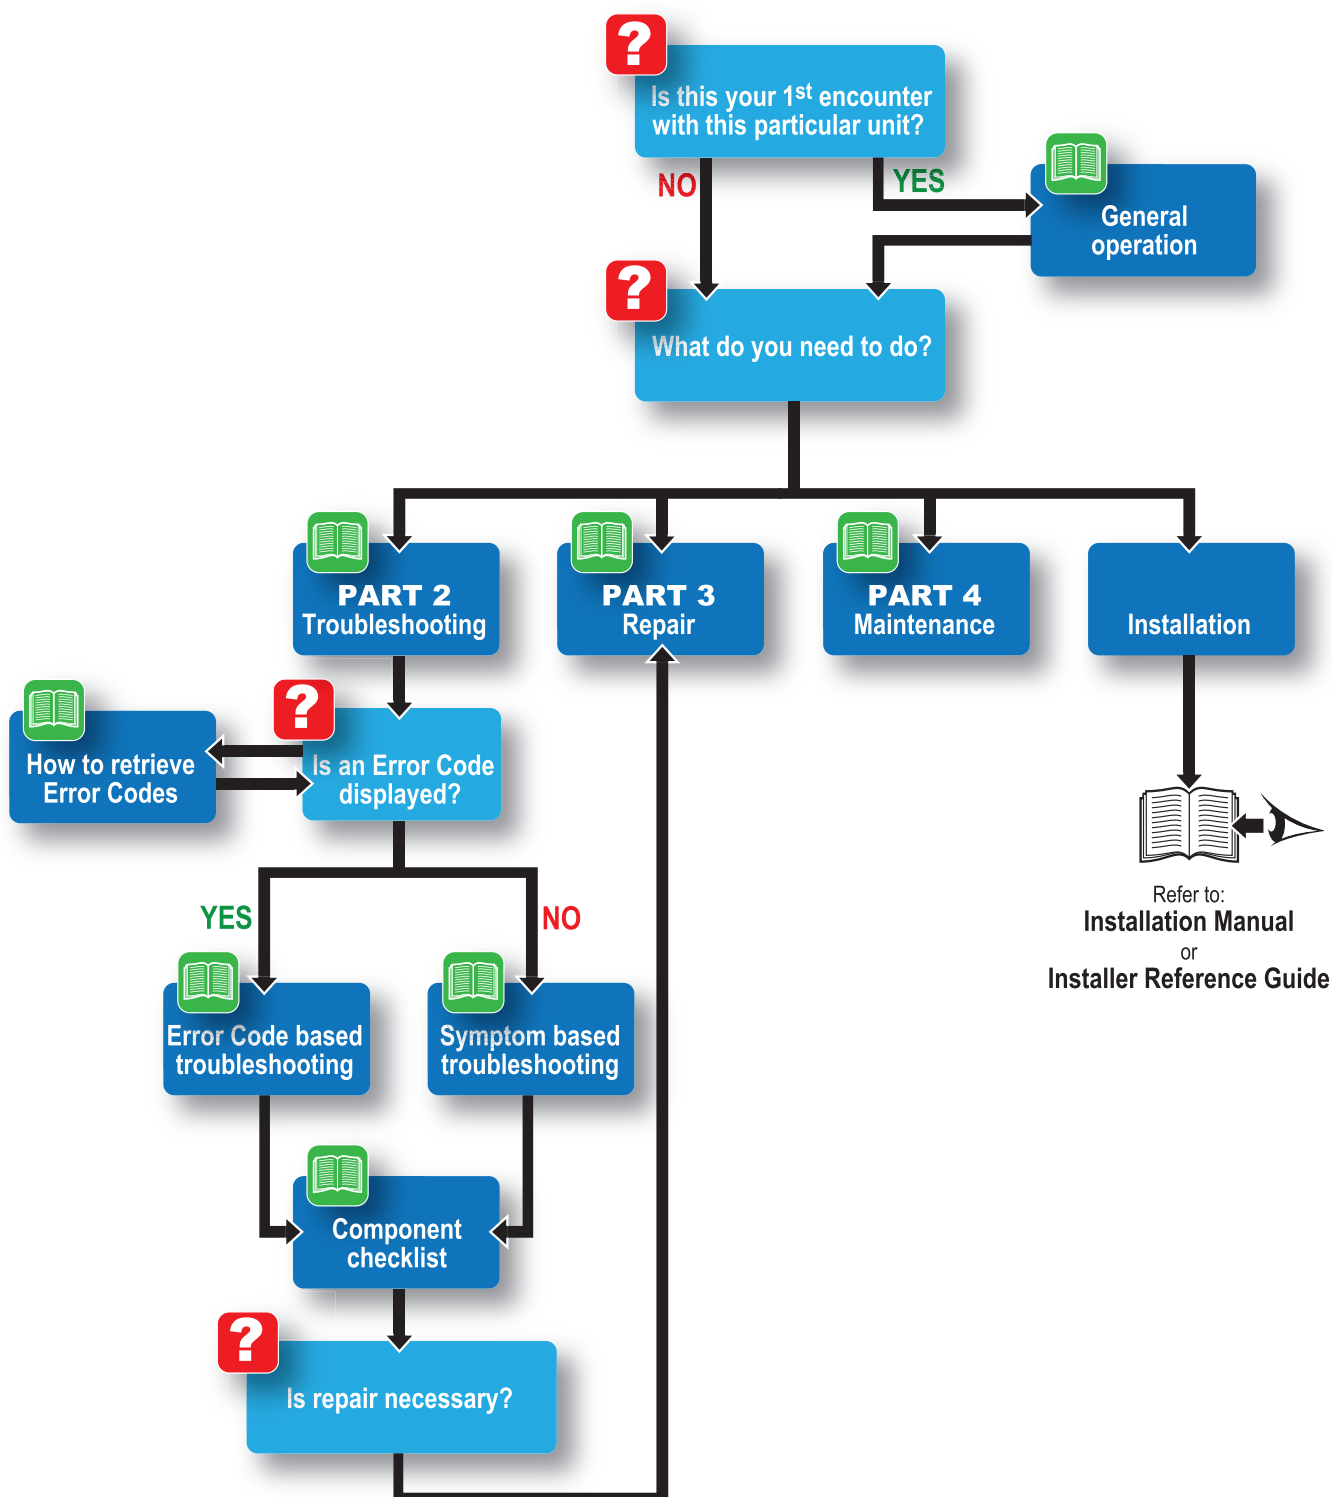 ?
Is this your 1st encounter
with this particular unit?
NO
YES
General
operation
?
What do you need to do?
PART 2
Troubleshooting
PART 3
Repair
PART 4
Maintenance
Installation
How to retrieve
Error Codes
?
Is an Error Code
displayed?
Refer to:
Installation Manual
or
Installer Reference Guide
YES
NO
Error Code based
troubleshooting
Symptom based
troubleshooting
Component
checklist
?
Is repair necessary?